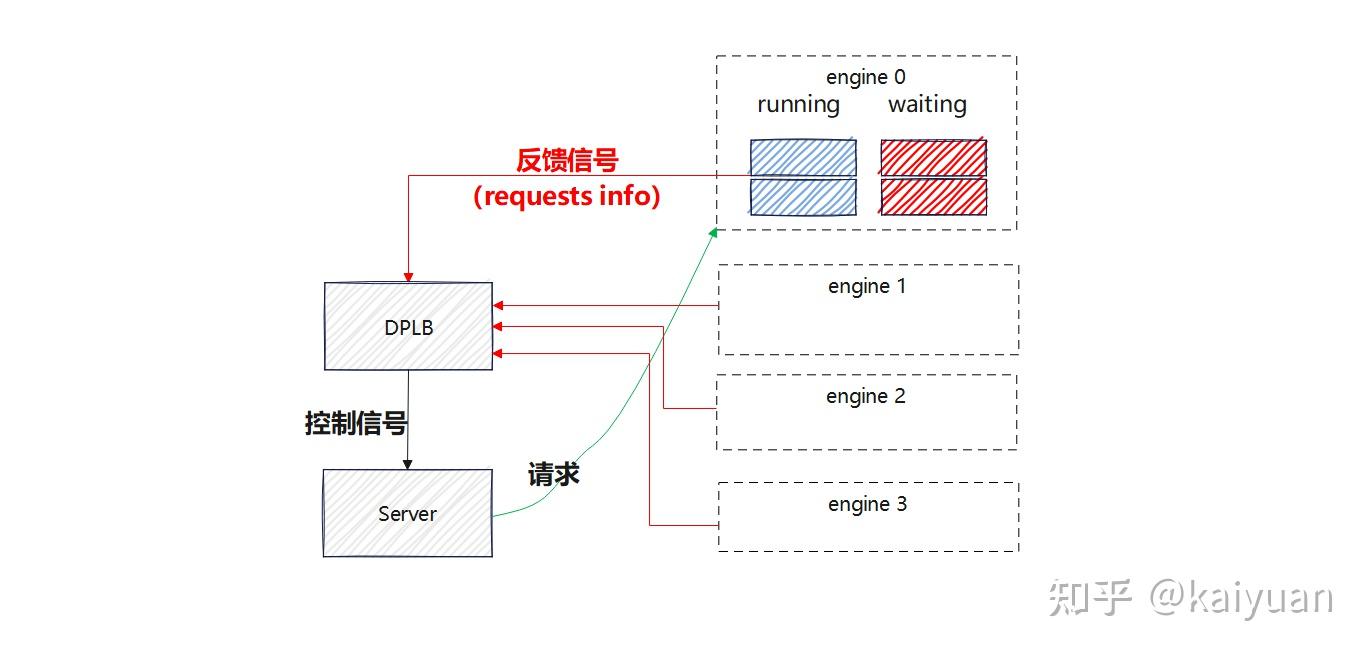 engine 0
running waiting
反馈信号
(requests info)
engine 1
DPLB
engine 2
控制信号
请求
engine 3
Server
知乎 @kaiyuan